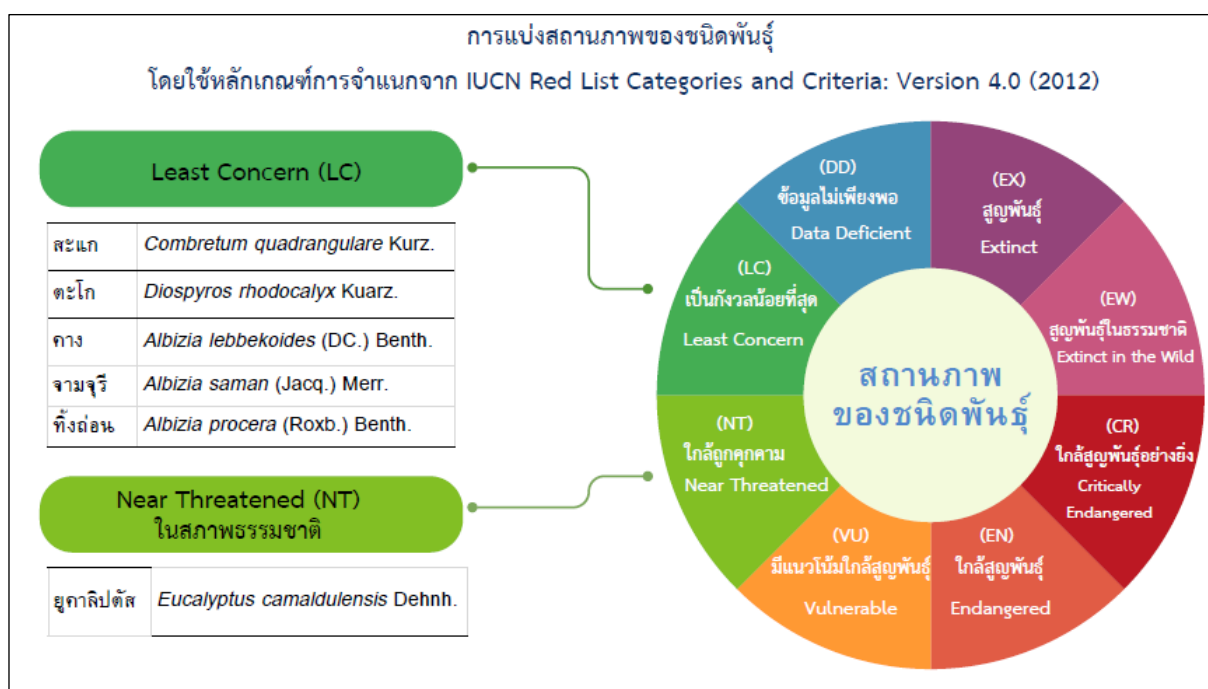 การแบ่งสถานภาพของชนิดพันธุ์
โดยใช้หลักเกณฑ์การจำแนกจาก IUCN Red List Categories and Criteria: Version 4.0 (2012)
Least Concern (LC)
สะแก Combretum quadrangulare Kurz.
ตะโก Diospyros rhodocalyx Kuarz.
คาง Albizia lebbekoides (DC.) Benth.
จามจุรี Albizia saman (Jacq.) Merr.
ทิ้งถ่อน Albizia procera (Roxb.) Benth.
Near Threatened (NT)
ในสภาพธรรมชาติ
ยูคาลิปตัส Eucalyptus camaldulensis Dehnh.
(DD)
ข้อมูลไม่เพียงพอ
Data Deficient
(EX)
สูญพันธุ์
Extinct
(LC)
เป็นกังวลน้อยที่สุด
Least Concern
(EW)
สูญพันธุ์ในธรรมชาติ
Extinct in the Wild
สถานภาพ
ของชนิดพันธุ์
(NT)
ใกล้ถูกคุกคาม
Near Threatened
(CR)
ใกล้สูญพันธุ์อย่างยิ่ง
Critically
Endangered
(VU)
มีแนวโน้มใกล้สูญพันธุ์
Vulnerable
(EN)
ใกล้สูญพันธุ์
Endangered